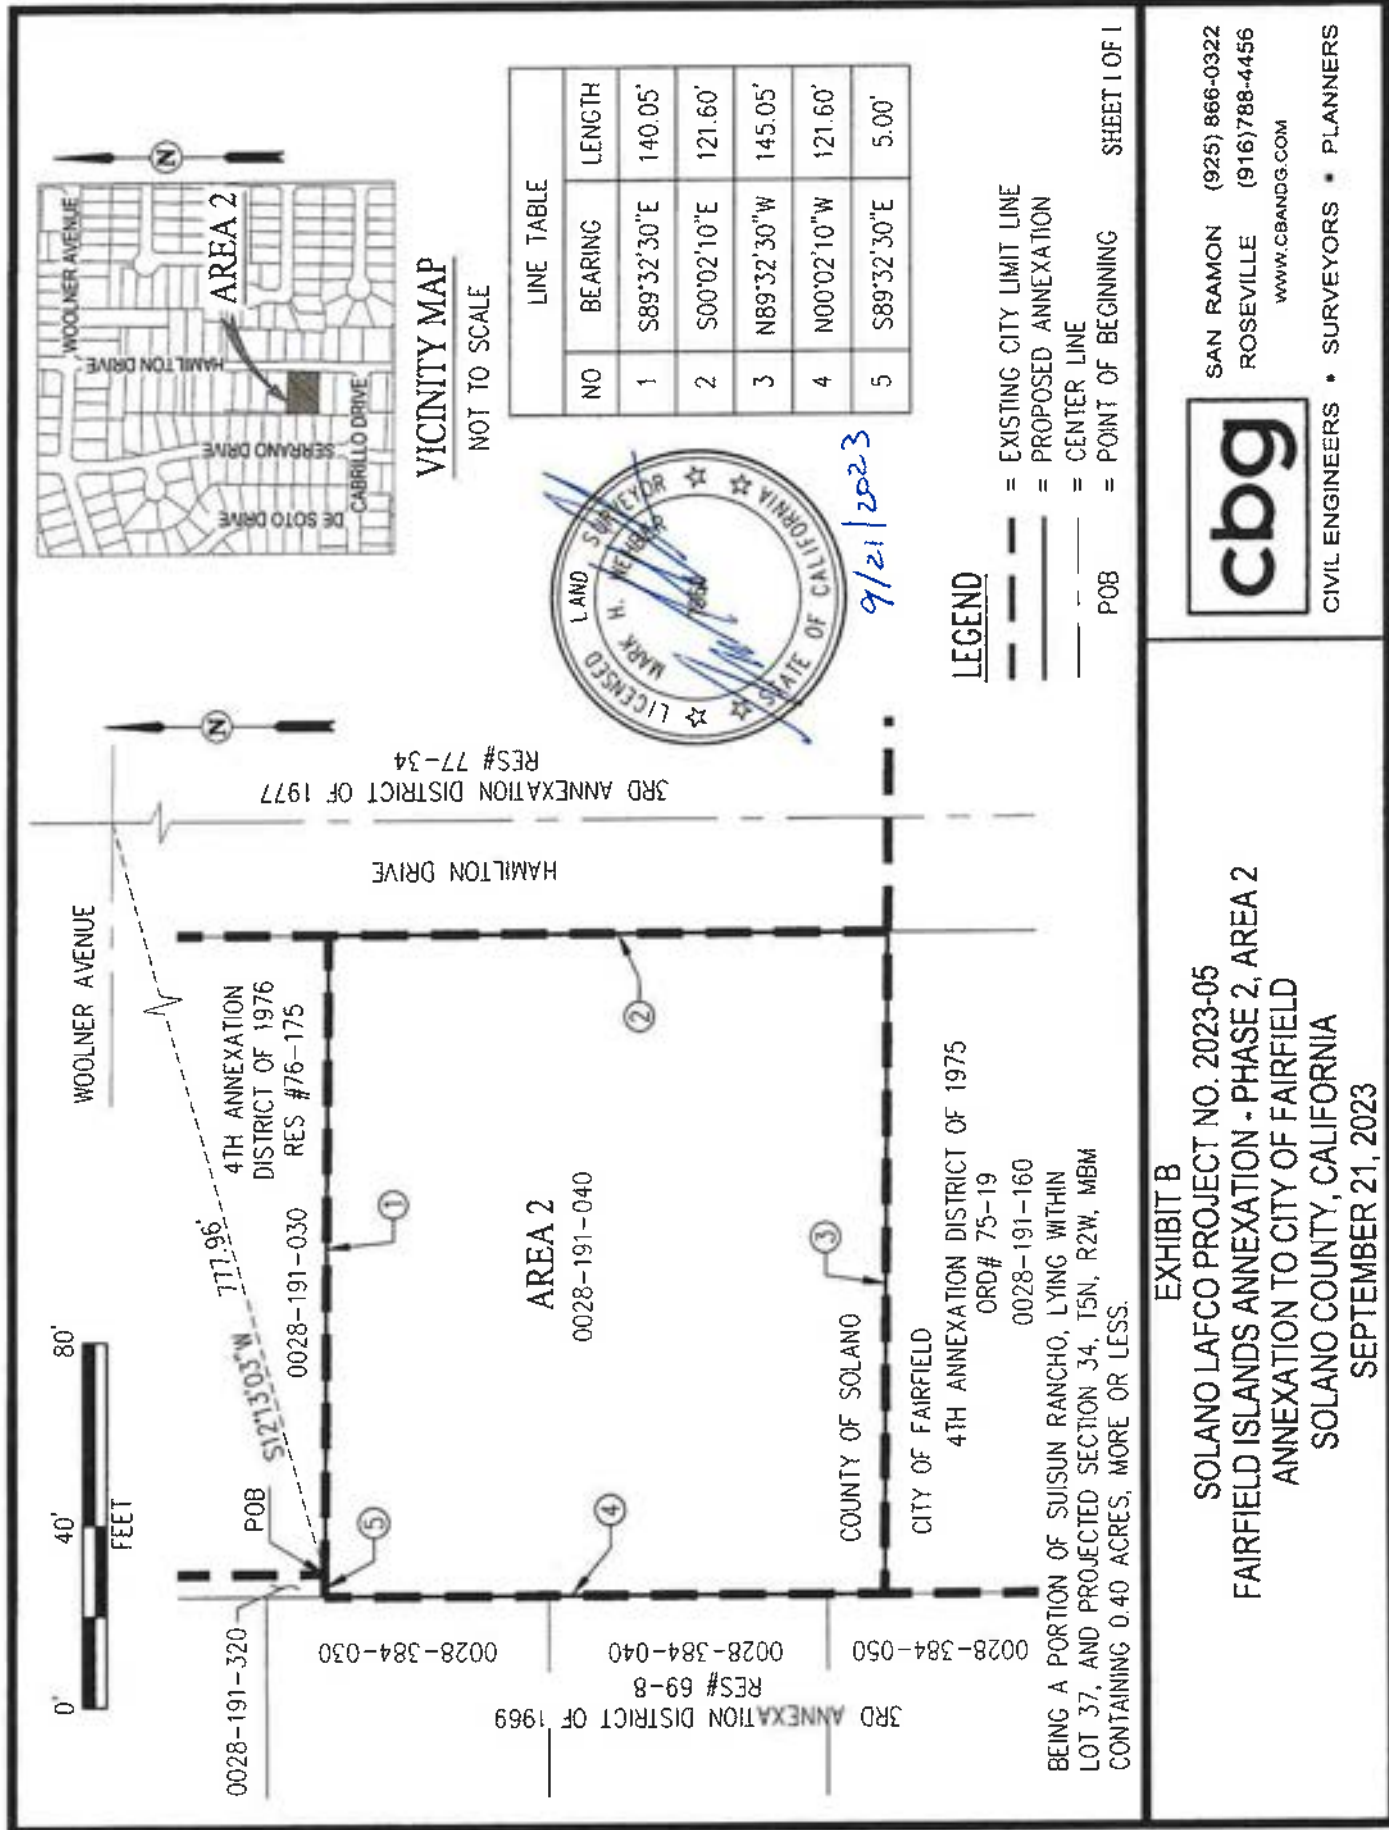 WOOLNER AVENUE
0' 40' 80'
FEET
777.96'
S12°13'03"W
POB
0028-191-320
4TH ANNEXATION
DISTRICT OF 1976
RES #76-175
0028-191-030
1
2
3
4
5
AREA 2
0028-191-040
HAMILTON DRIVE
3RD ANNEXATION DISTRICT OF 1977
RES# 77-34
N
0028-384-030
0028-384-040
0028-384-050
3RD ANNEXATION DISTRICT OF 1969
RES# 69-8
COUNTY OF SOLANO
CITY OF FAIRFIELD
4TH ANNEXATION DISTRICT OF 1975
ORD# 75-19
0028-191-160
BEING A PORTION OF SUISUN RANCHO, LYING WITHIN
LOT 37, AND PROJECTED SECTION 34, T5N, R2W, MBM
CONTAINING 0.40 ACRES, MORE OR LESS.
WOOLNER AVENUE
HAMILTON DRIVE
AREA 2
SERRANO DRIVE
DE SOTO DRIVE
CABRILLO DRIVE
N
VICINITY MAP
NOT TO SCALE
LINE TABLE
NO BEARING LENGTH
1 S89°32'30"E 140.05'
2 S00°02'10"E 121.60'
3 N89°32'30"W 145.05'
4 N00°02'10"W 121.60'
5 S89°32'30"E 5.00'
LICENSED LAND SURVEYOR
MARK H.
STATE OF CALIFORNIA
9/21/2023
LEGEND
= EXISTING CITY LIMIT LINE
= PROPOSED ANNEXATION
= CENTER LINE
POB = POINT OF BEGINNING
SHEET 1 OF 1
EXHIBIT B
SOLANO LAFCO PROJECT NO. 2023-05
FAIRFIELD ISLANDS ANNEXATION - PHASE 2, AREA 2
ANNEXATION TO CITY OF FAIRFIELD
SOLANO COUNTY, CALIFORNIA
SEPTEMBER 21, 2023
cbg
SAN RAMON (925) 866-0322
ROSEVILLE (916) 788-4456
WWW.CBANDG.COM
CIVIL ENGINEERS • SURVEYORS • PLANNERS